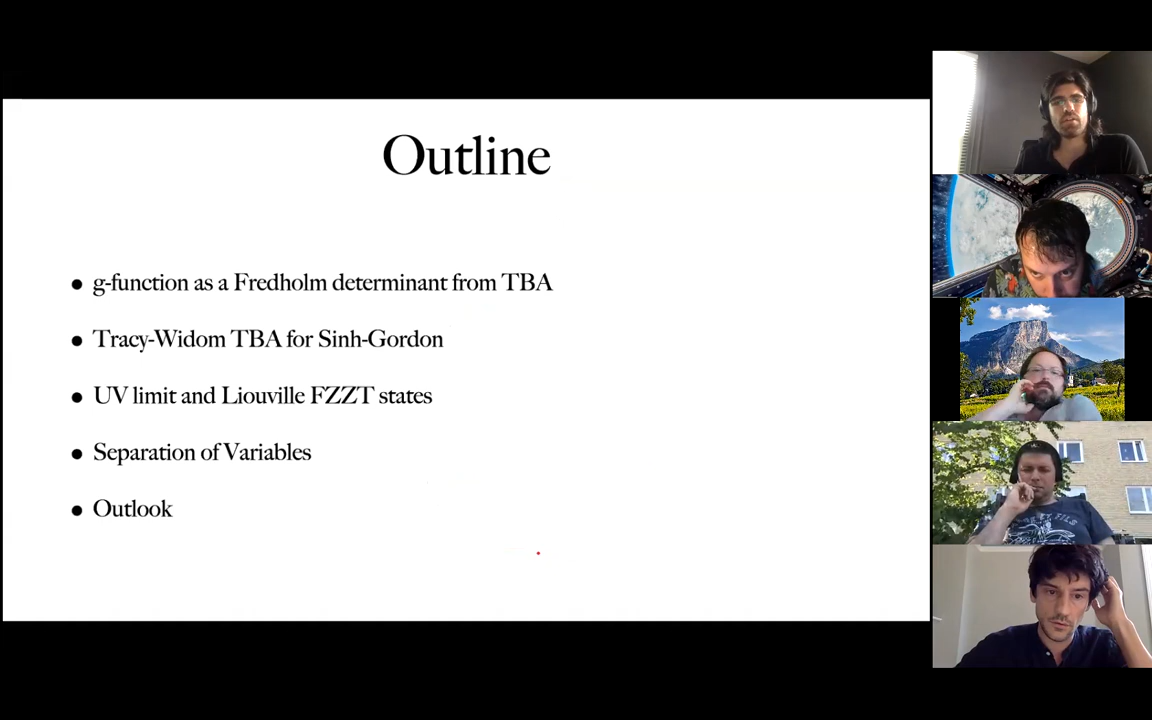 Outline
• g-function as a Fredholm determinant from TBA
• Tracy-Widom TBA for Sinh-Gordon
• UV limit and Liouville FZZT states
• Separation of Variables
• Outlook